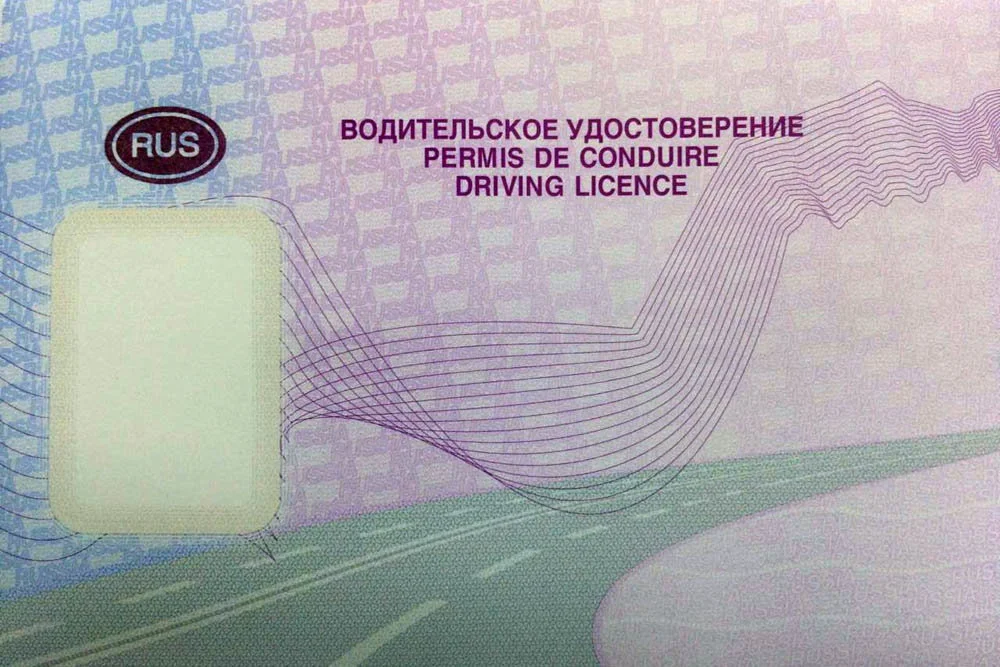 RUS
ВОДИТЕЛЬСКОЕ УДОСТОВЕРЕНИЕ
PERMIS DE CONDUIRE
DRIVING LICENCE